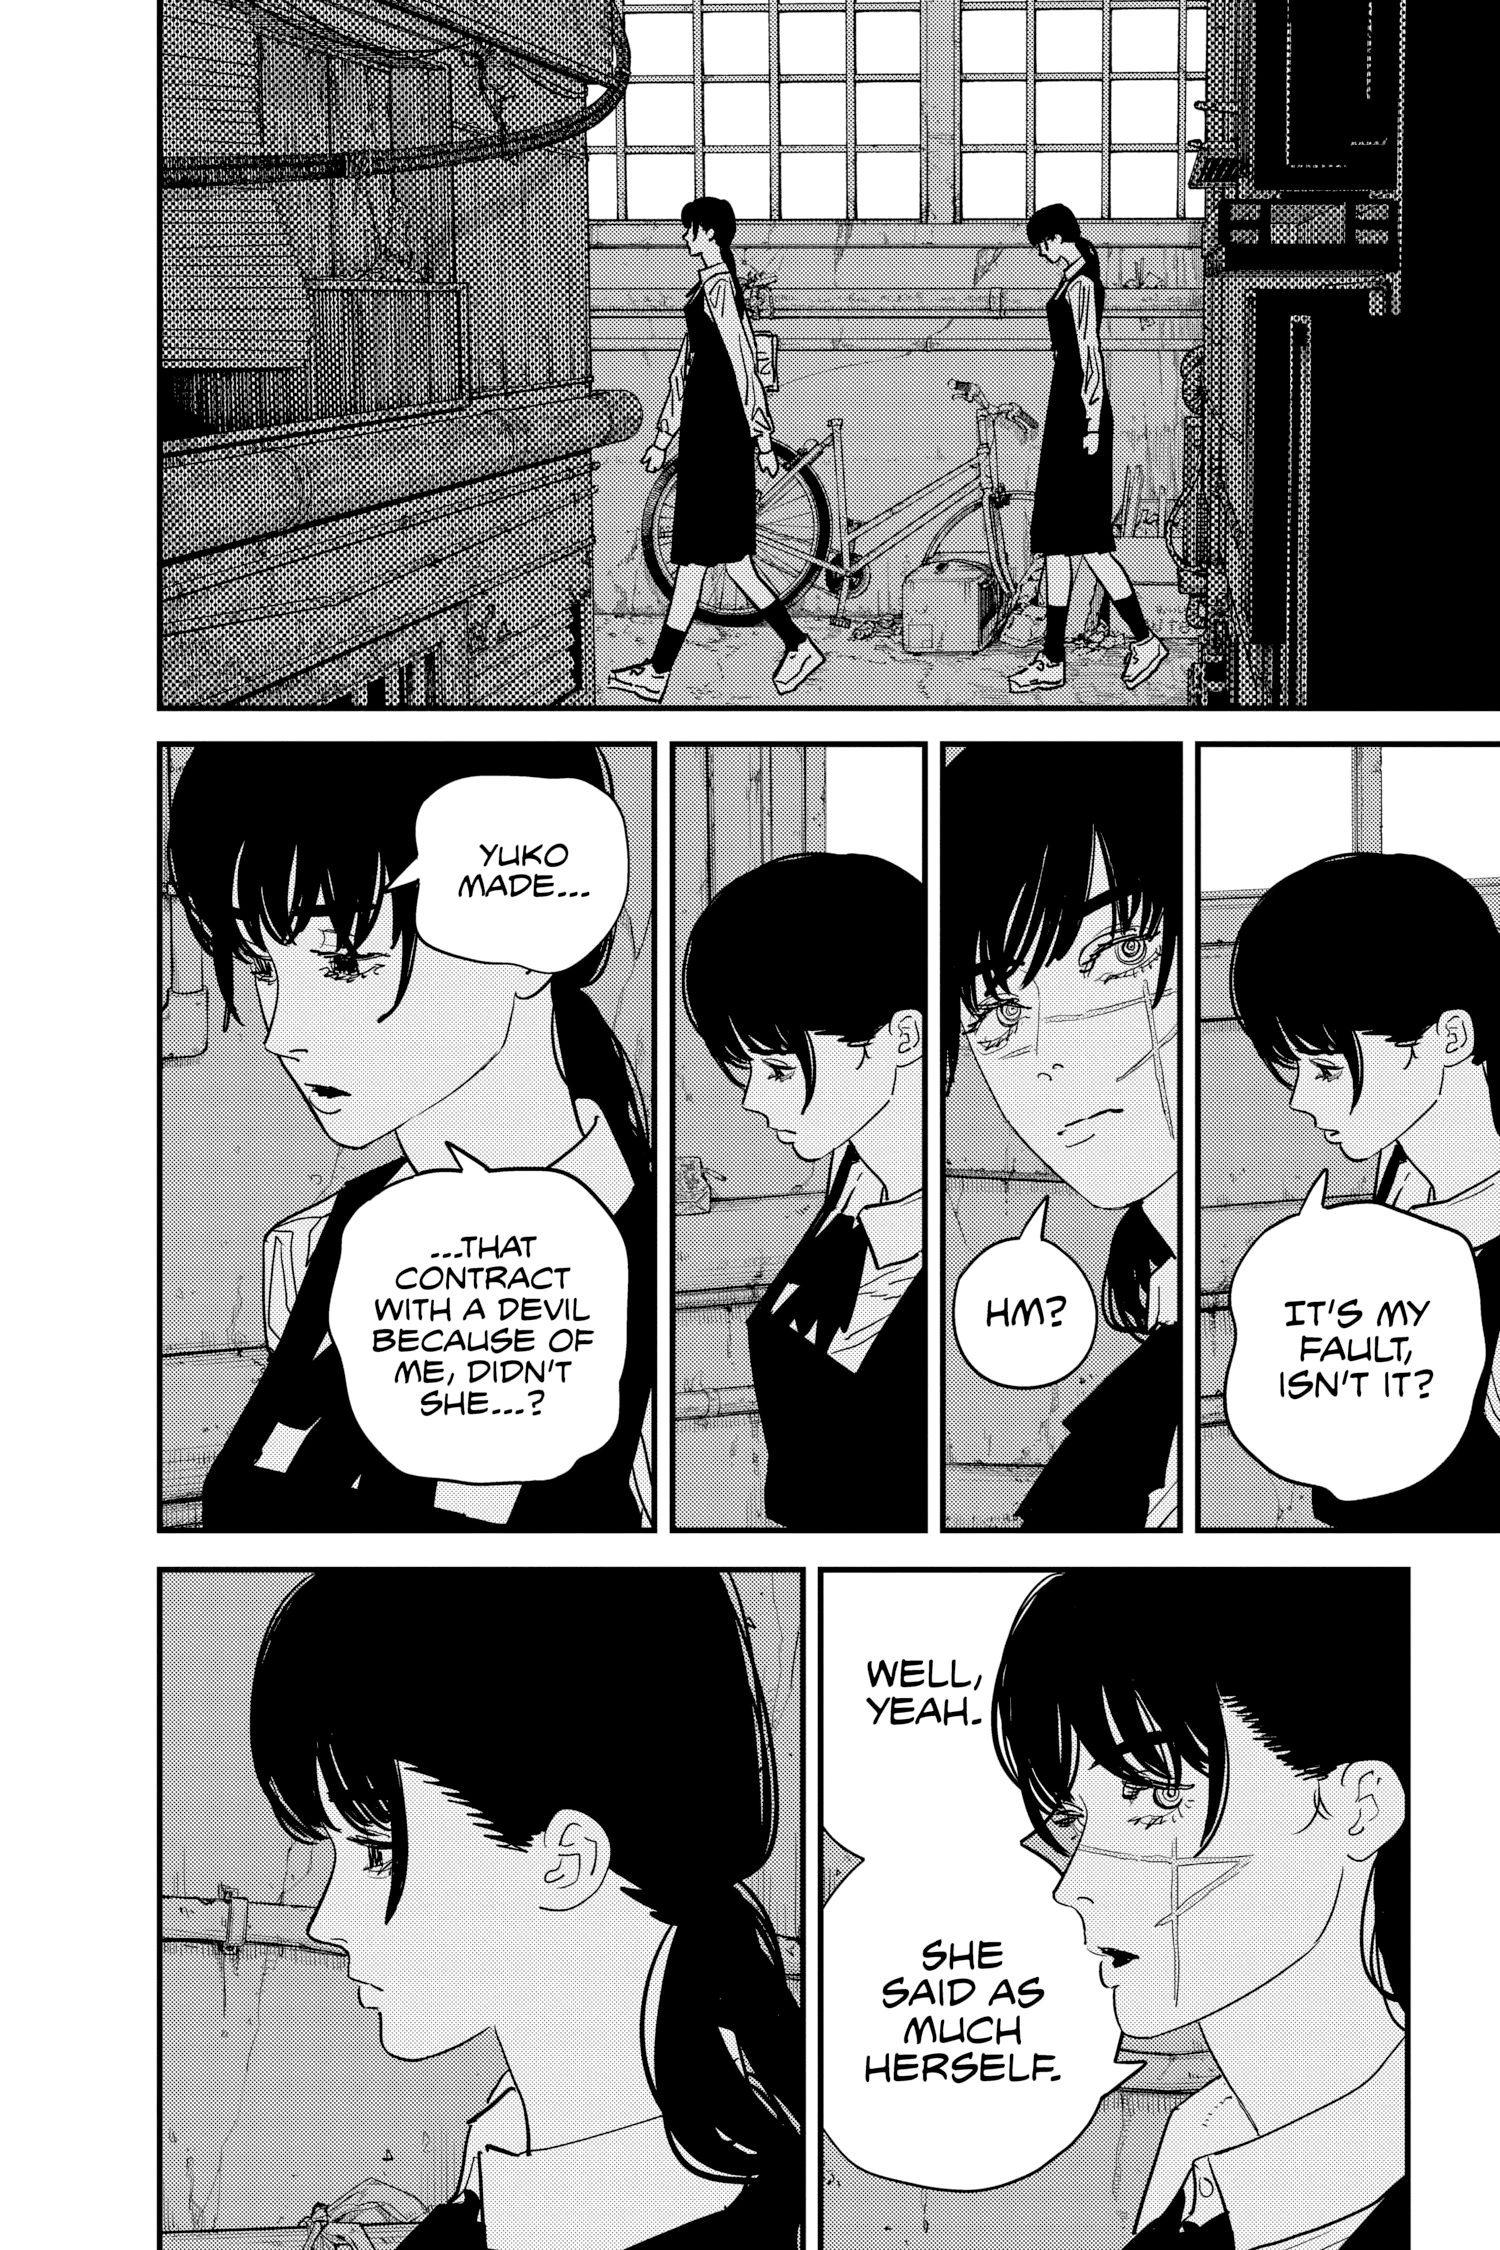 IT'S MY
FAULT,
ISN'T IT?
HM?
YUKO
MADE...
...THAT
CONTRACT
WITH A DEVIL
BECAUSE OF
ME, DIDN'T
SHE...?
WELL,
YEAH.
SHE
SAID AS
MUCH
HERSELF.